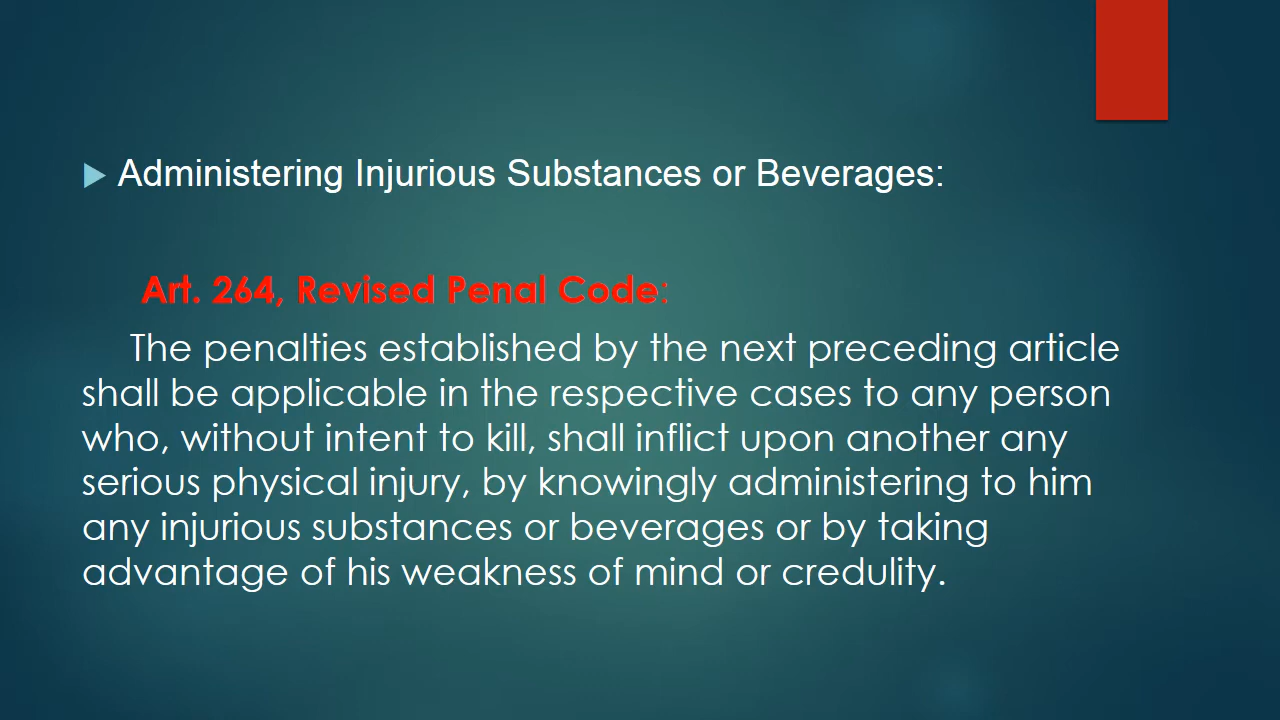 Administering Injurious Substances or Beverages:
Art. 264, Revised Penal Code:
The penalties established by the next preceding article
shall be applicable in the respective cases to any person
who, without intent to kill, shall inflict upon another any
serious physical injury, by knowingly administering to him
any injurious substances or beverages or by taking
advantage of his weakness of mind or credulity.